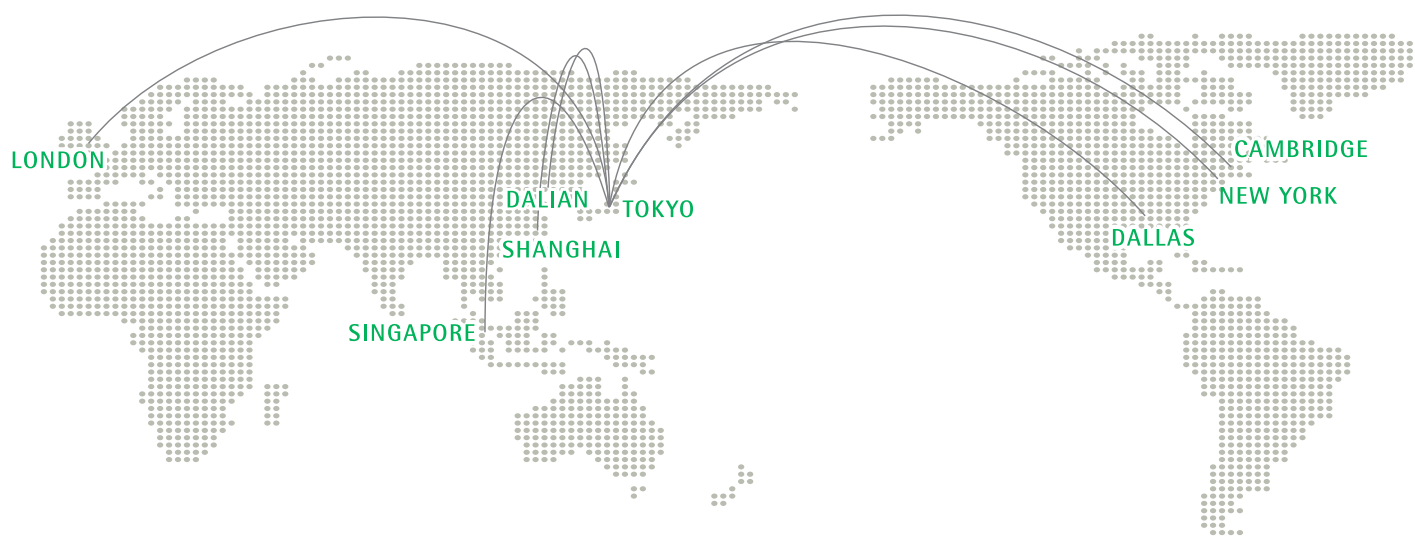 LONDON
CAMBRIDGE
DALIAN
TOKYO
NEW YORK
SHANGHAI
DALLAS
SINGAPORE